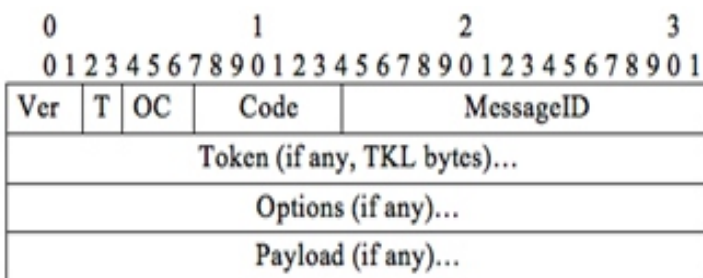 0 1 2 3
0 1 2 3 4 5 6 7 8 9 0 1 2 3 4 5 6 7 8 9 0 1 2 3 4 5 6 7 8 9 0 1
Ver T OC Code MessageID
Token (if any, TKL bytes)...
Options (if any)...
Payload (if any)...